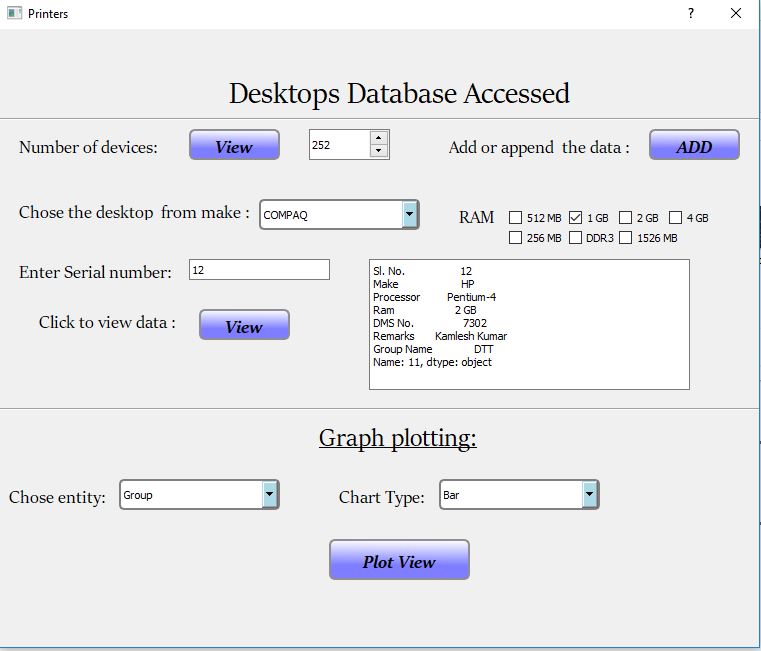 Printers
Desktops Database Accessed
Number of devices: View 252 Add or append the data : ADD
Chose the desktop from make : COMPAQ RAM 512 MB 1 GB 2 GB 4 GB
256 MB DDR3 1526 MB
Enter Serial number: 12
Click to view data : View
Sl. No. 12
Make HP
Processor Pentium-4
Ram 2 GB
DMS No. 7302
Remarks Kamlesh Kumar
Group Name DTT
Name: 11, dtype: object
Graph plotting:
Chose entity: Group Chart Type: Bar
Plot View